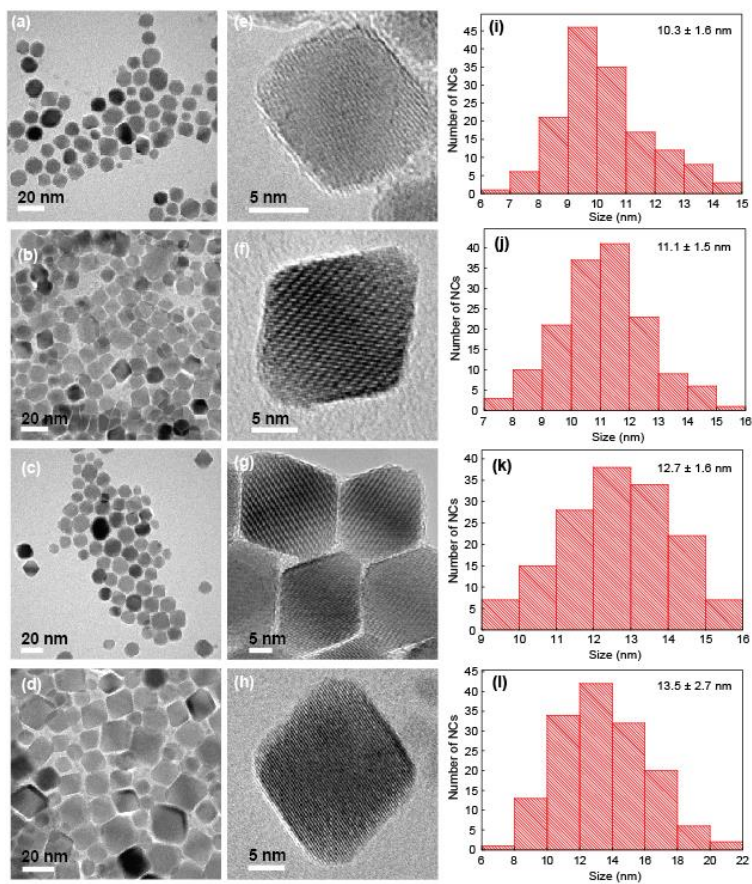 (a)
20 nm
(e)
5 nm
(i)
10.3 ± 1.6 nm
Number of NCs
45
40
35
30
25
20
15
10
5
0
6 7 8 9 10 11 12 13 14 15
Size (nm)
(b)
20 nm
(f)
5 nm
(j)
11.1 ± 1.5 nm
Number of NCs
40
35
30
25
20
15
10
5
0
7 8 9 10 11 12 13 14 15 16
Size (nm)
(c)
20 nm
(g)
5 nm
(k)
12.7 ± 1.6 nm
Number of NCs
40
35
30
25
20
15
10
5
0
9 10 11 12 13 14 15 16
Size (nm)
(d)
20 nm
(h)
5 nm
(l)
13.5 ± 2.7 nm
Number of NCs
45
40
35
30
25
20
15
10
5
0
6 8 10 12 14 16 18 20 22
Size (nm)